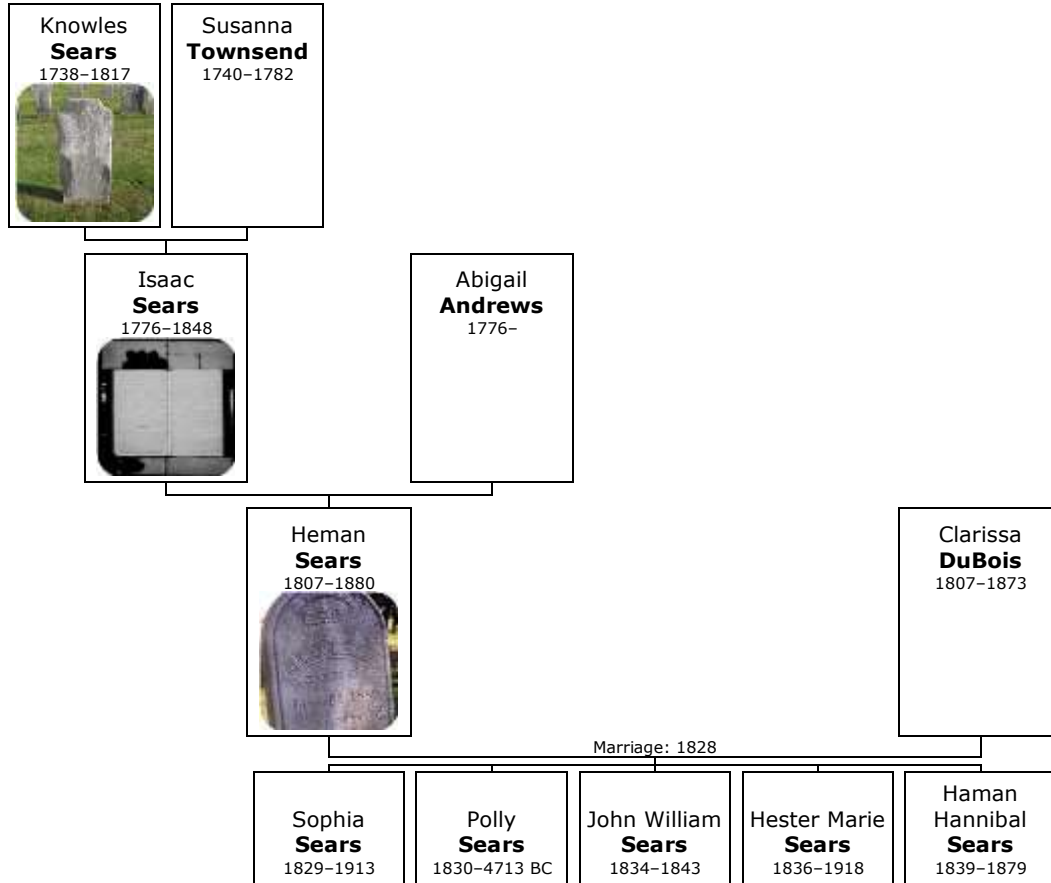 Knowles
Sears
1738–1817
Susanna
Townsend
1740–1782
Isaac
Sears
1776–1848
Abigail
Andrews
1776–
Heman
Sears
1807–1880
Clarissa
DuBois
1807–1873
Marriage: 1828
Sophia
Sears
1829–1913
Polly
Sears
1830–4713 BC
John William
Sears
1834–1843
Hester Marie
Sears
1836–1918
Haman
Hannibal
Sears
1839–1879